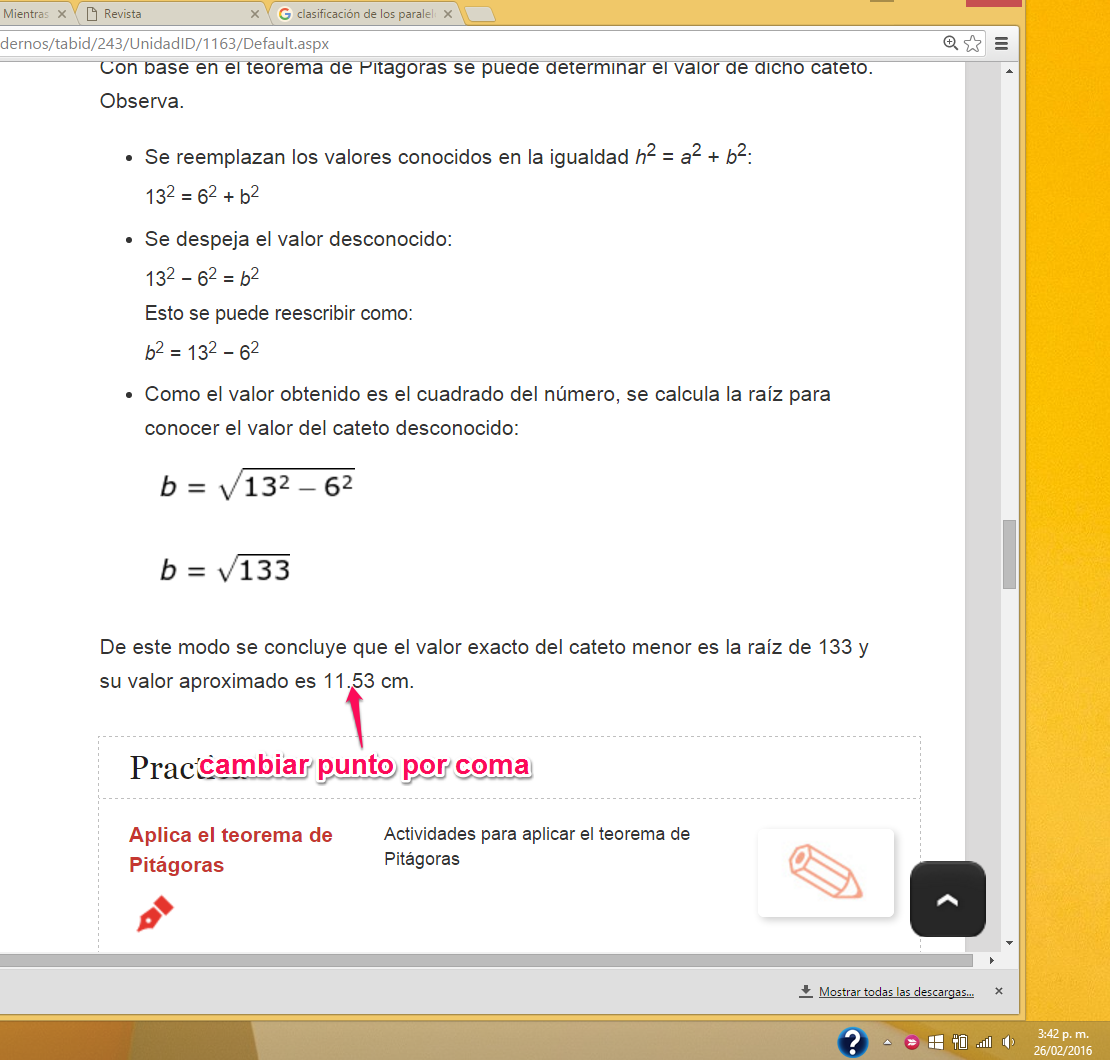 Mientras
Revista
clasificación de los parale
dernos/tabid/243/UnidadID/1163/Default.aspx
Con base en el teorema de Pitágoras se puede determinar el valor de dicho cateto.
Observa.
• Se reemplazan los valores conocidos en la igualdad h² = a² + b²:
13² = 6² + b²
• Se despeja el valor desconocido:
13² − 6² = b²
Esto se puede reescribir como:
b² = 13² − 6²
• Como el valor obtenido es el cuadrado del número, se calcula la raíz para
conocer el valor del cateto desconocido:
b = √13² – 6²
b = √133
De este modo se concluye que el valor exacto del cateto menor es la raíz de 133 y
su valor aproximado es 11.53 cm.
cambiar punto por coma
Aplica el teorema de
Pitágoras
Actividades para aplicar el teorema de
Pitágoras
Mostrar todas las descargas...
3:42 p. m.
26/02/2016